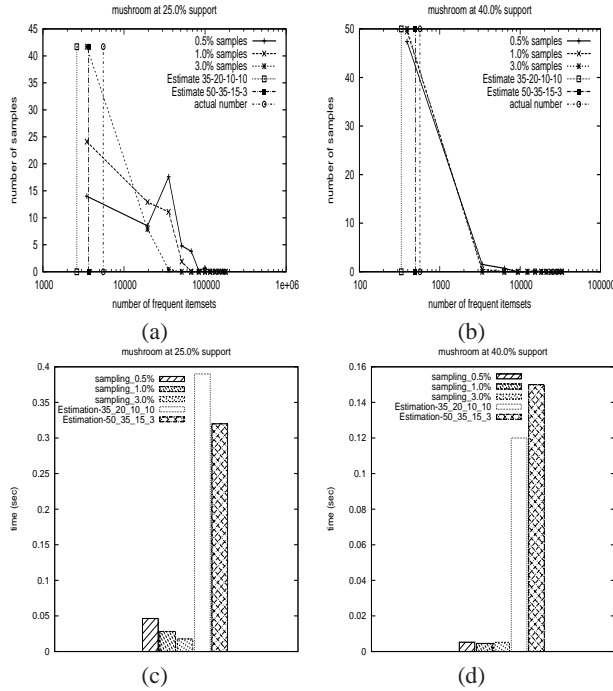 mushroom at 25.0% support
number of samples
45
40
35
30
25
20
15
10
5
0
1000
10000
100000
1e+06
number of frequent itemsets
0.5% samples
1.0% samples
3.0% samples
Estimate 35-20-10-10
Estimate 50-35-15-3
actual number
(a)
mushroom at 40.0% support
number of samples
50
40
30
20
10
0
100
1000
10000
100000
number of frequent itemsets
0.5% samples
1.0% samples
3.0% samples
Estimate 35-20-10-10
Estimate 50-35-15-3
actual number
(b)
mushroom at 25.0% support
time (sec)
0.4
0.3
0.2
0.1
0.05
0
sampling_0.5%
sampling_1.0%
sampling_3.0%
Estimation-35_20_10_10
Estimation-50_35_15_3
(c)
mushroom at 40.0% support
time (sec)
0.16
0.14
0.12
0.1
0.08
0.06
0.04
0.02
0
sampling_0.5%
sampling_1.0%
sampling_3.0%
Estimation-35_20_10_10
Estimation-50_35_15_3
(d)